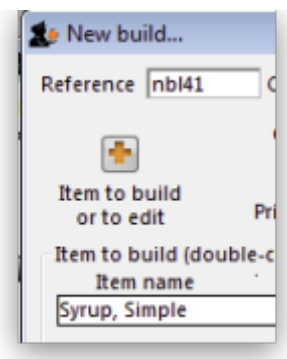 New build...
Reference nbl41
Item to build
or to edit
Item to build (double-c
Item name
Syrup, Simple